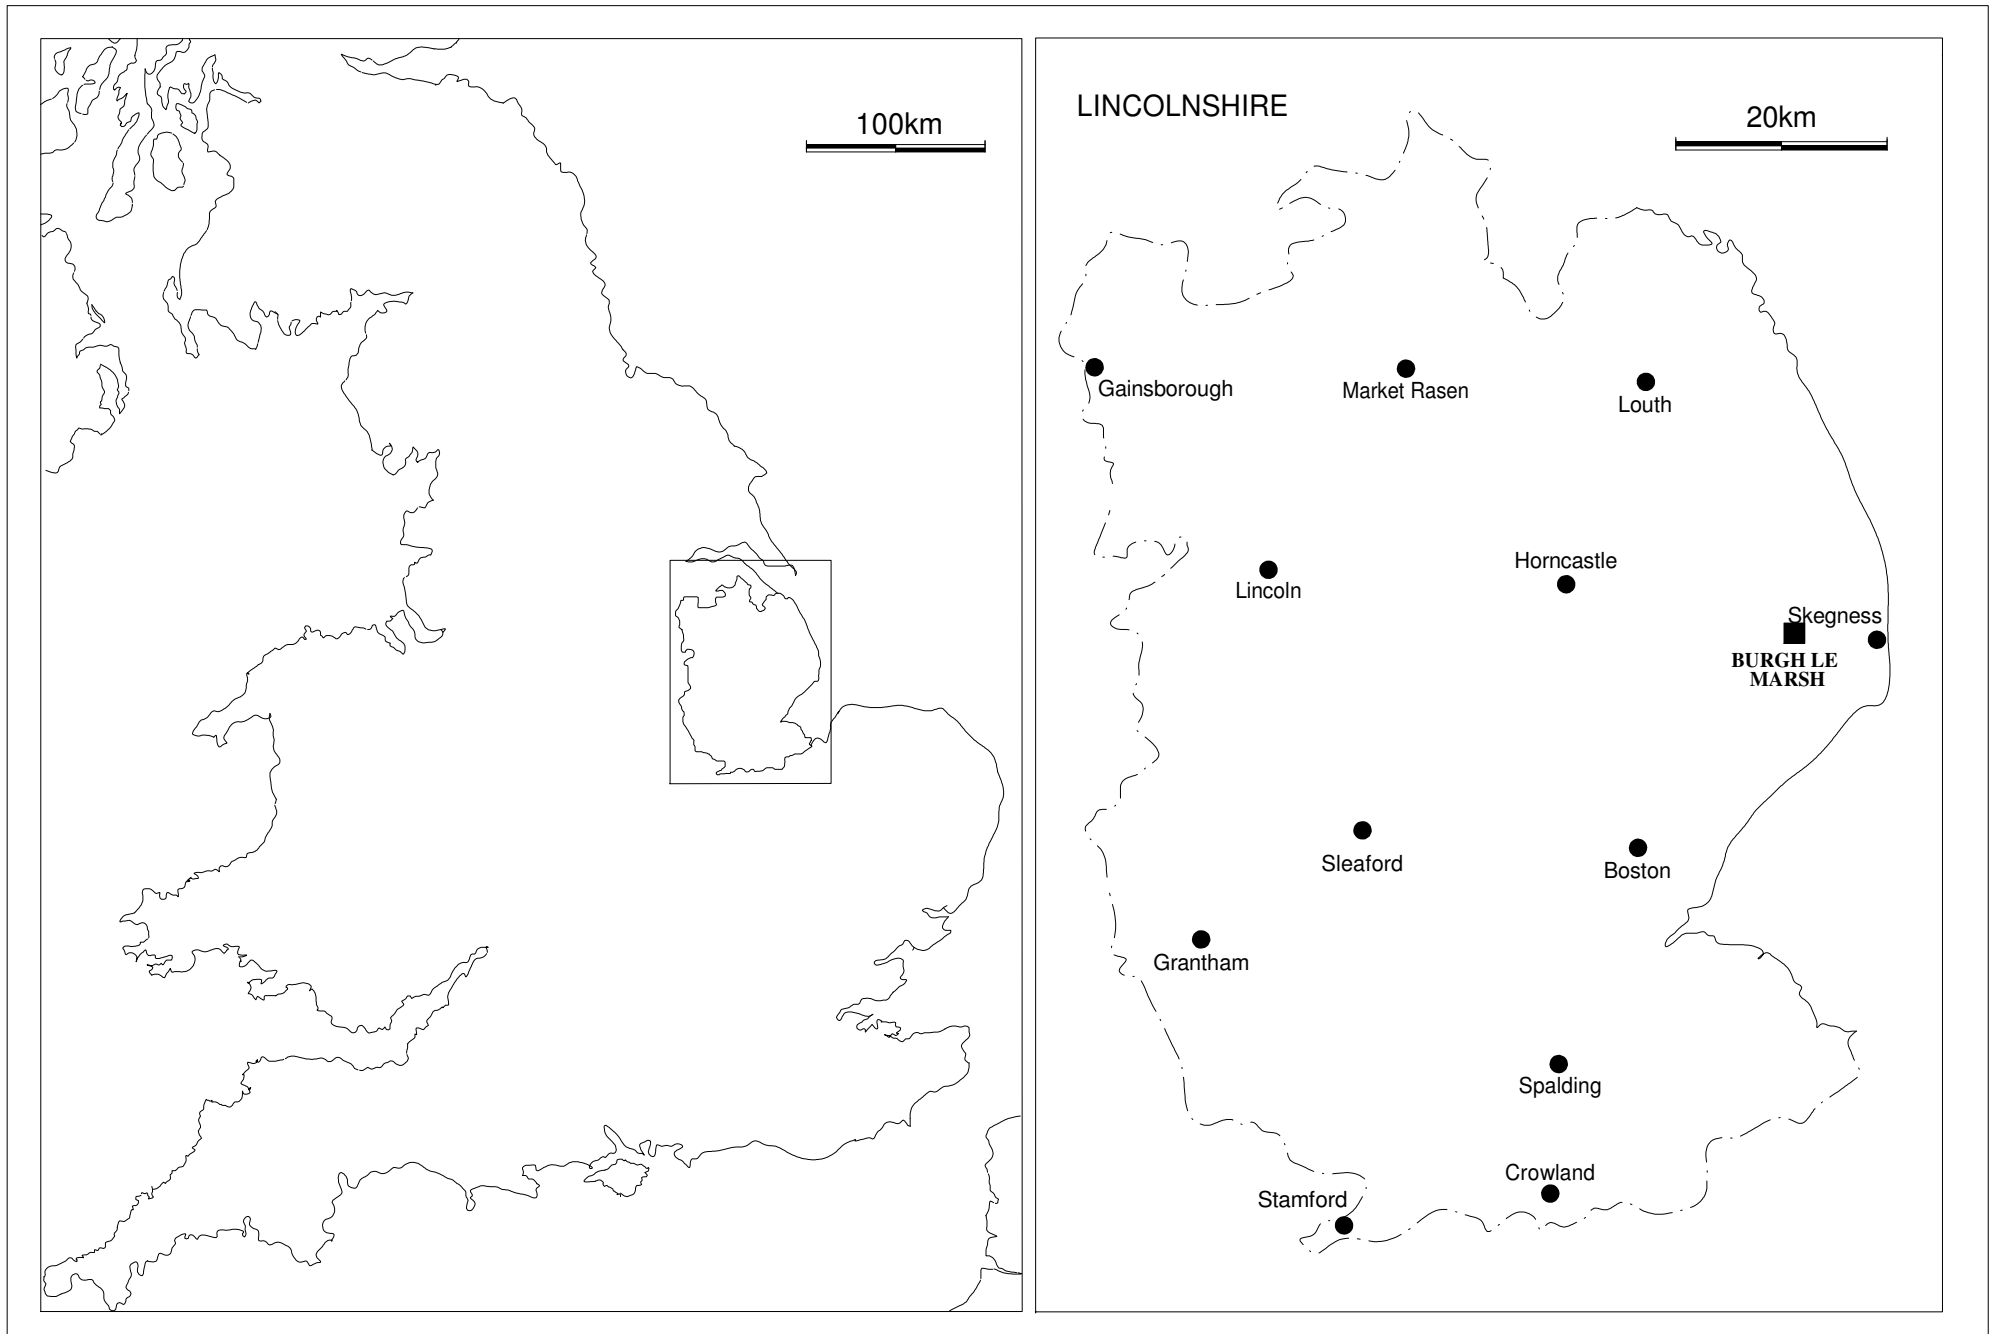 100km
LINCOLNSHIRE
20km
Gainsborough
Market Rasen
Louth
Horncastle
Lincoln
Skegness
BURGH LE
MARSH
Sleaford
Boston
Grantham
Spalding
Crowland
Stamford